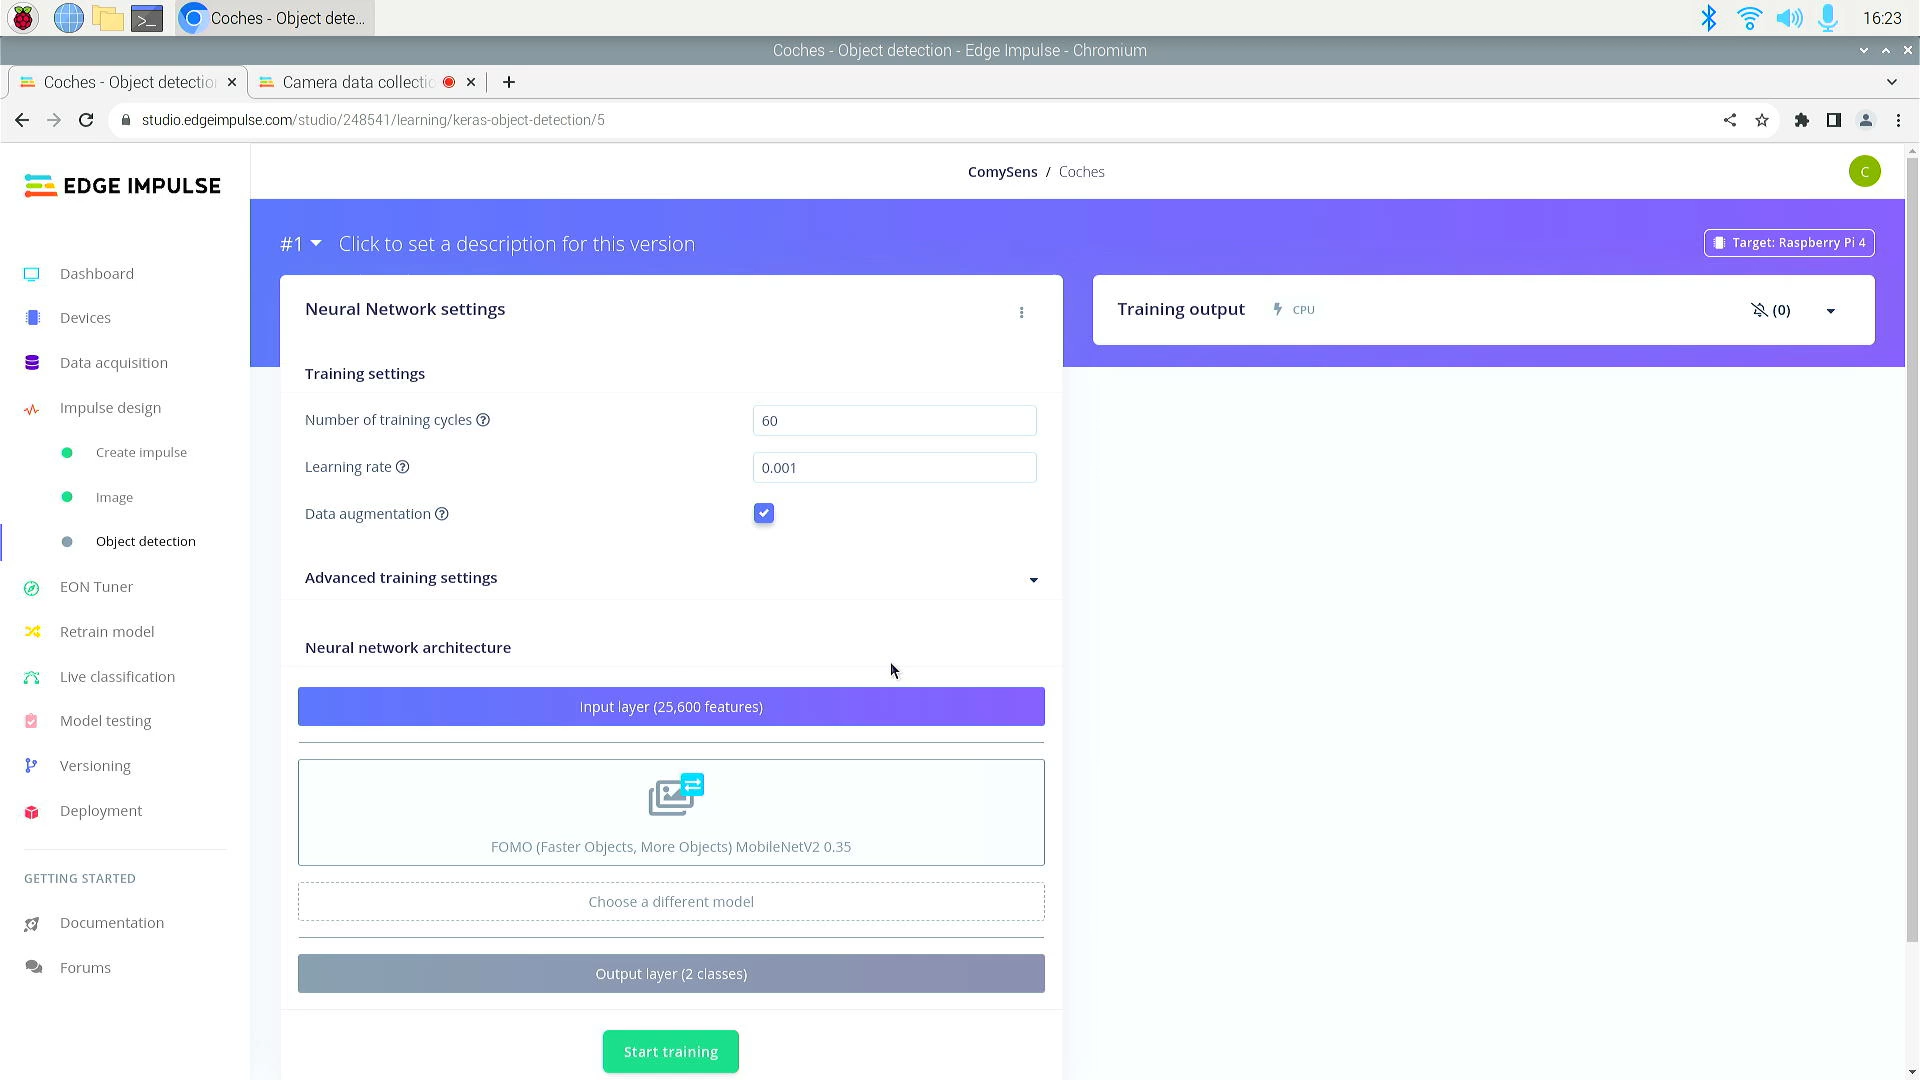 Coches - Object dete...
16:23
Coches - Object detection - Edge Impulse - Chromium
Coches - Object detectio
Camera data collectio
studio.edgeimpulse.com/studio/248541/learning/keras-object-detection/5
EDGE IMPULSE
ComySens / Coches
C
#1 Click to set a description for this version
Target: Raspberry Pi 4
Dashboard
Devices
Data acquisition
Impulse design
Create impulse
Image
Object detection
EON Tuner
Retrain model
Live classification
Model testing
Versioning
Deployment
GETTING STARTED
Documentation
Forums
Neural Network settings
Training settings
Number of training cycles
60
Learning rate
0.001
Data augmentation
Advanced training settings
Neural network architecture
Input layer (25,600 features)
FOMO (Faster Objects, More Objects) MobileNetV2 0.35
Choose a different model
Output layer (2 classes)
Start training
Training output
CPU
(0)